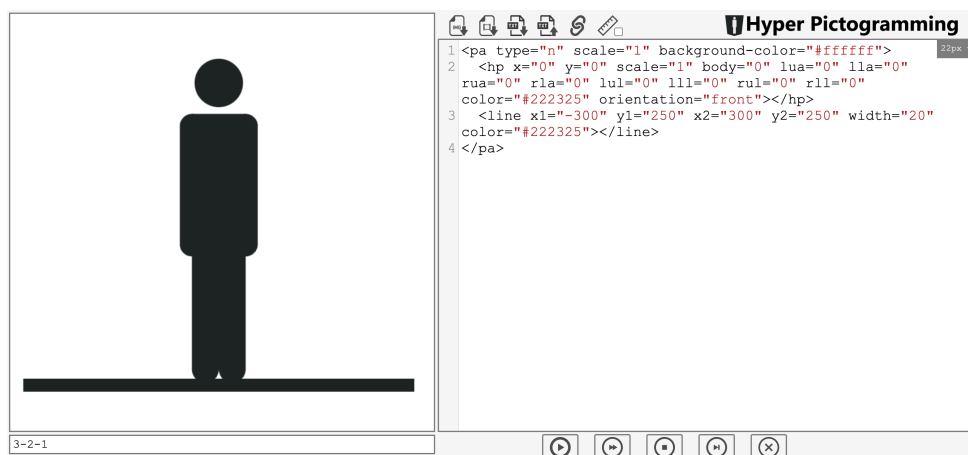 Hyper Pictogramming
22px
1 <pa type="n" scale="1" background-color="#ffffff">
2   <hp x="0" y="0" scale="1" body="0" lua="0" lla="0"
rua="0" rla="0" lul="0" lll="0" rul="0" rll="0"
color="#222325" orientation="front"></hp>
3   <line x1="-300" y1="250" x2="300" y2="250" width="20"
color="#222325"></line>
4 </pa>
3-2-1